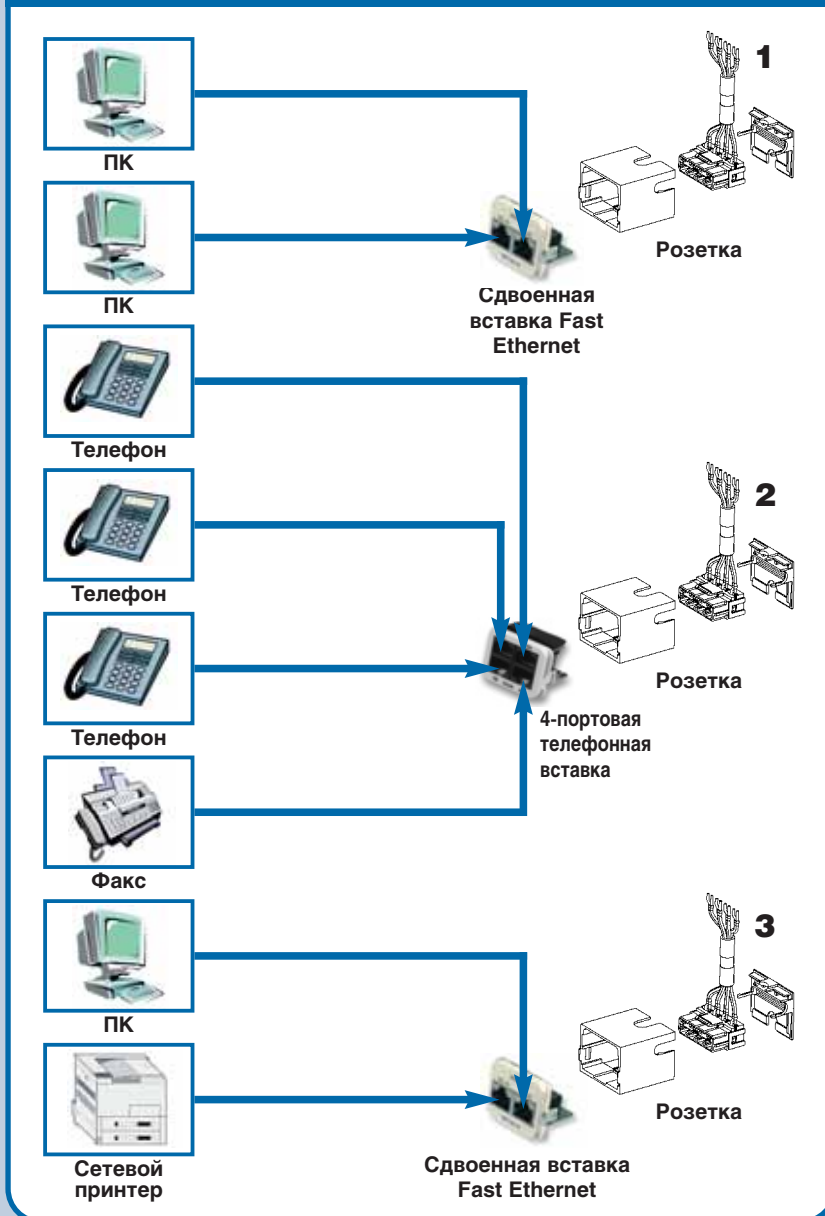 ПК
1
Розетка
ПК
Сдвоенная
вставка Fast
Ethernet
Телефон
Телефон
2
Розетка
Телефон
4-портовая
телефонная
вставка
Факс
ПК
3
Розетка
Сетевой
принтер
Сдвоенная вставка
Fast Ethernet